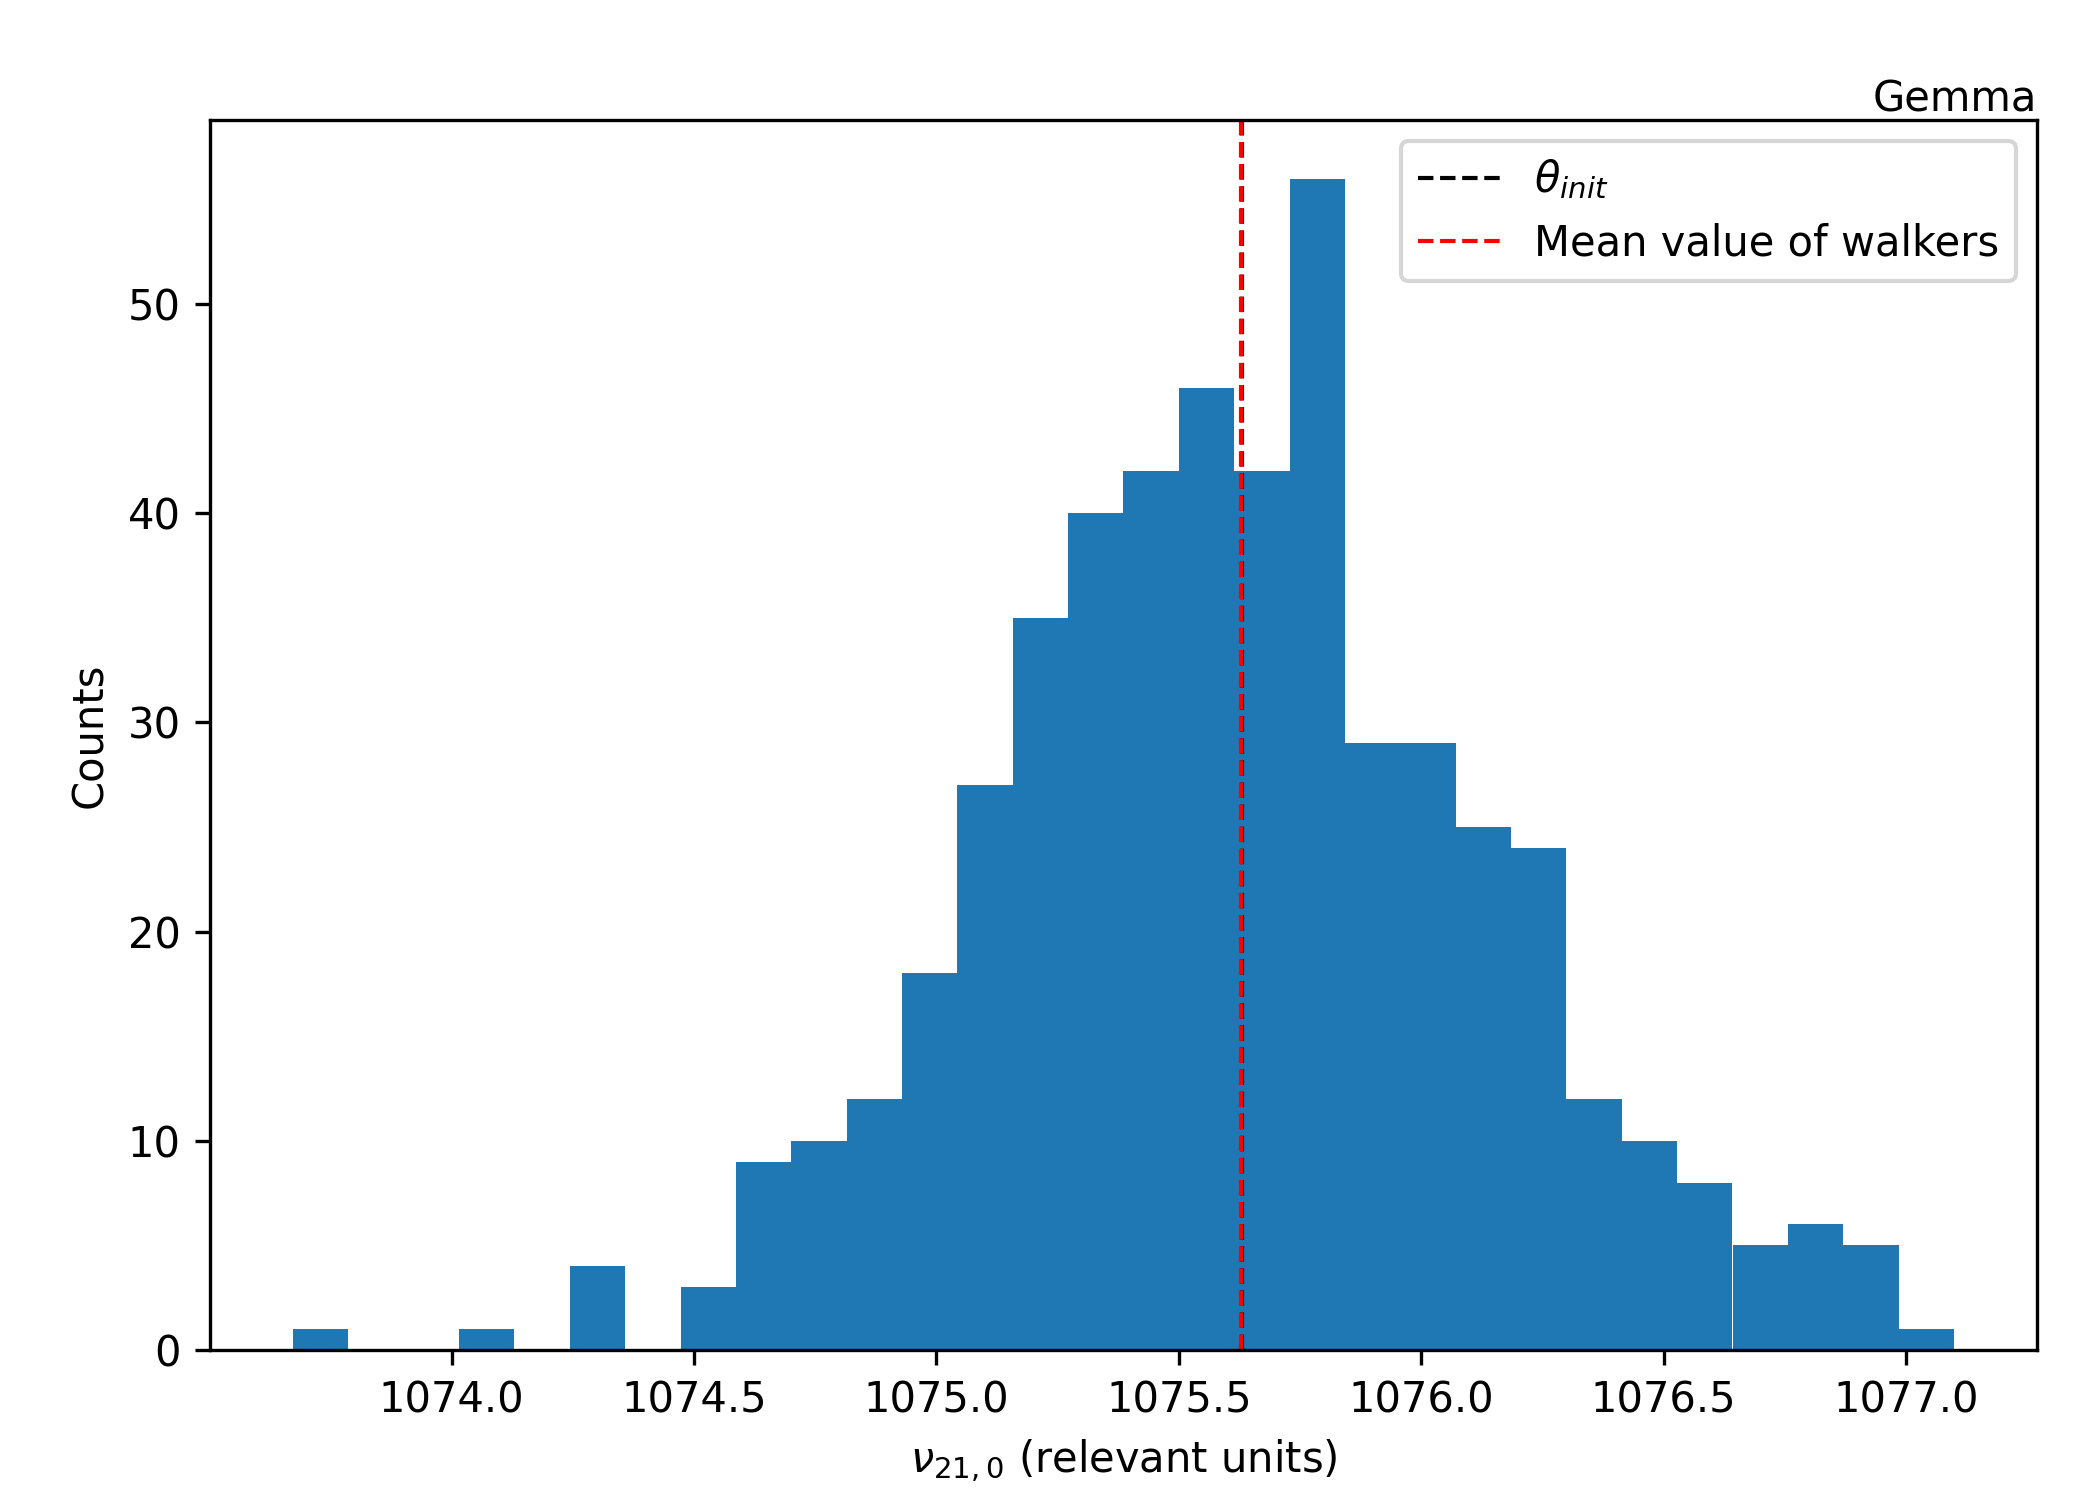 Gemma
θinit
Mean value of walkers
50
40
30
20
10
0
Counts
1074.0 1074.5 1075.0 1075.5 1076.0 1076.5 1077.0
ν21, 0 (relevant units)